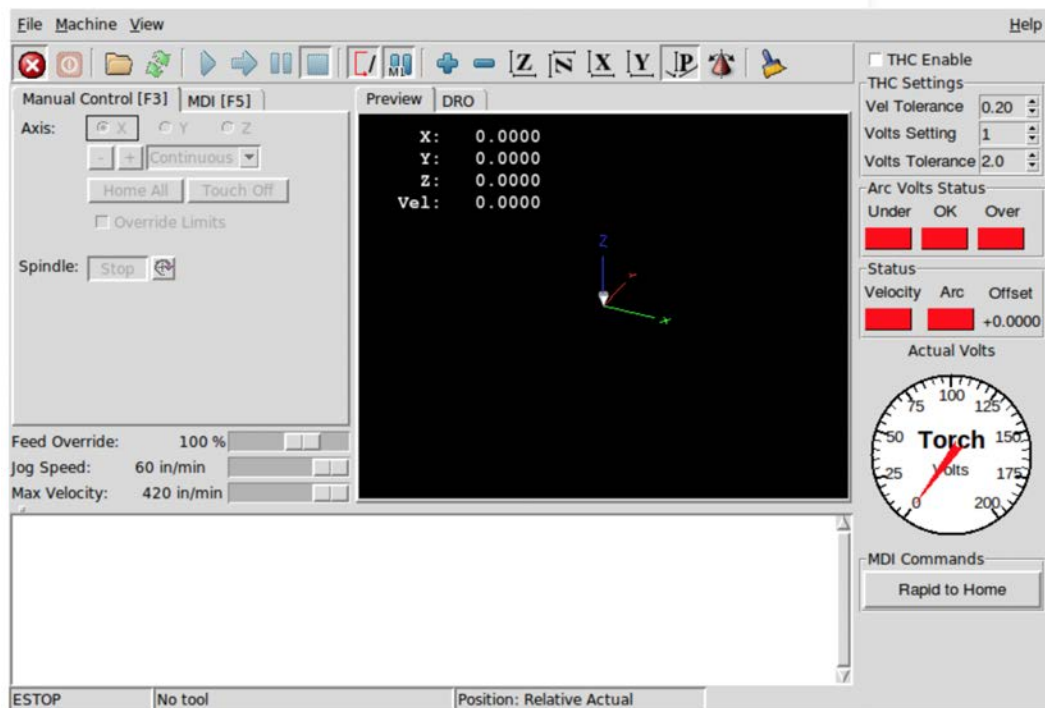 File Machine View Help
Z N X Y P
M1
Manual Control [F3] MDI [F5]
Axis: X Y Z
- + Continuous
Home All Touch Off
Override Limits
Spindle: Stop
Feed Override: 100 %
Jog Speed: 60 in/min
Max Velocity: 420 in/min
Preview DRO
X: 0.0000
Y: 0.0000
Z: 0.0000
Vel: 0.0000
Z
Y
X
THC Enable
THC Settings
Vel Tolerance 0.20
Volts Setting 1
Volts Tolerance 2.0
Arc Volts Status
Under OK Over
Status
Velocity Arc Offset
+0.0000
Actual Volts
0 25 50 75 100 125 150 175 200
Torch
Volts
MDI Commands
Rapid to Home
ESTOP No tool Position: Relative Actual